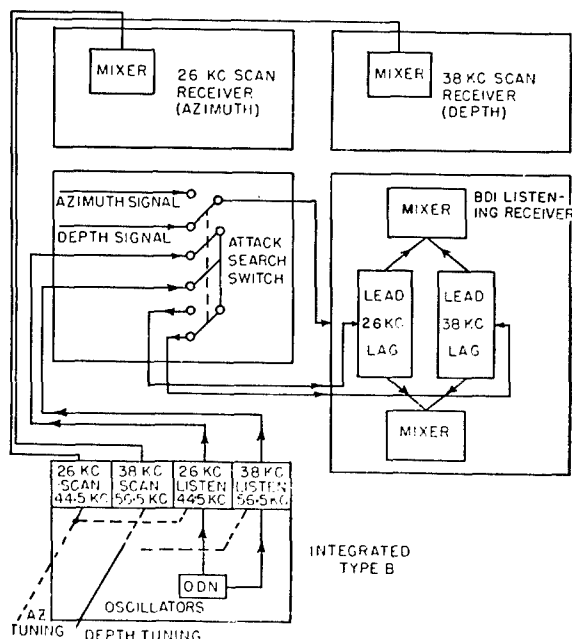 MIXER
26 KC SCAN
RECEIVER
(AZIMUTH)
MIXER
38 KC SCAN
RECEIVER
(DEPTH)
AZIMUTH SIGNAL
DEPTH SIGNAL
ATTACK
SEARCH
SWITCH
BDI LISTEN-
ING RECEIVER
MIXER
LEAD
26 KC
LAG
LEAD
38 KC
LAG
MIXER
26 KC
SCAN
44.5 KC
38 KC
SCAN
56.5 KC
26 KC
LISTEN
44.5 KC
38 KC
LISTEN
56.5 KC
ODN
OSCILLATORS
INTEGRATED
TYPE B
AZ
TUNING
DEPTH TUNING